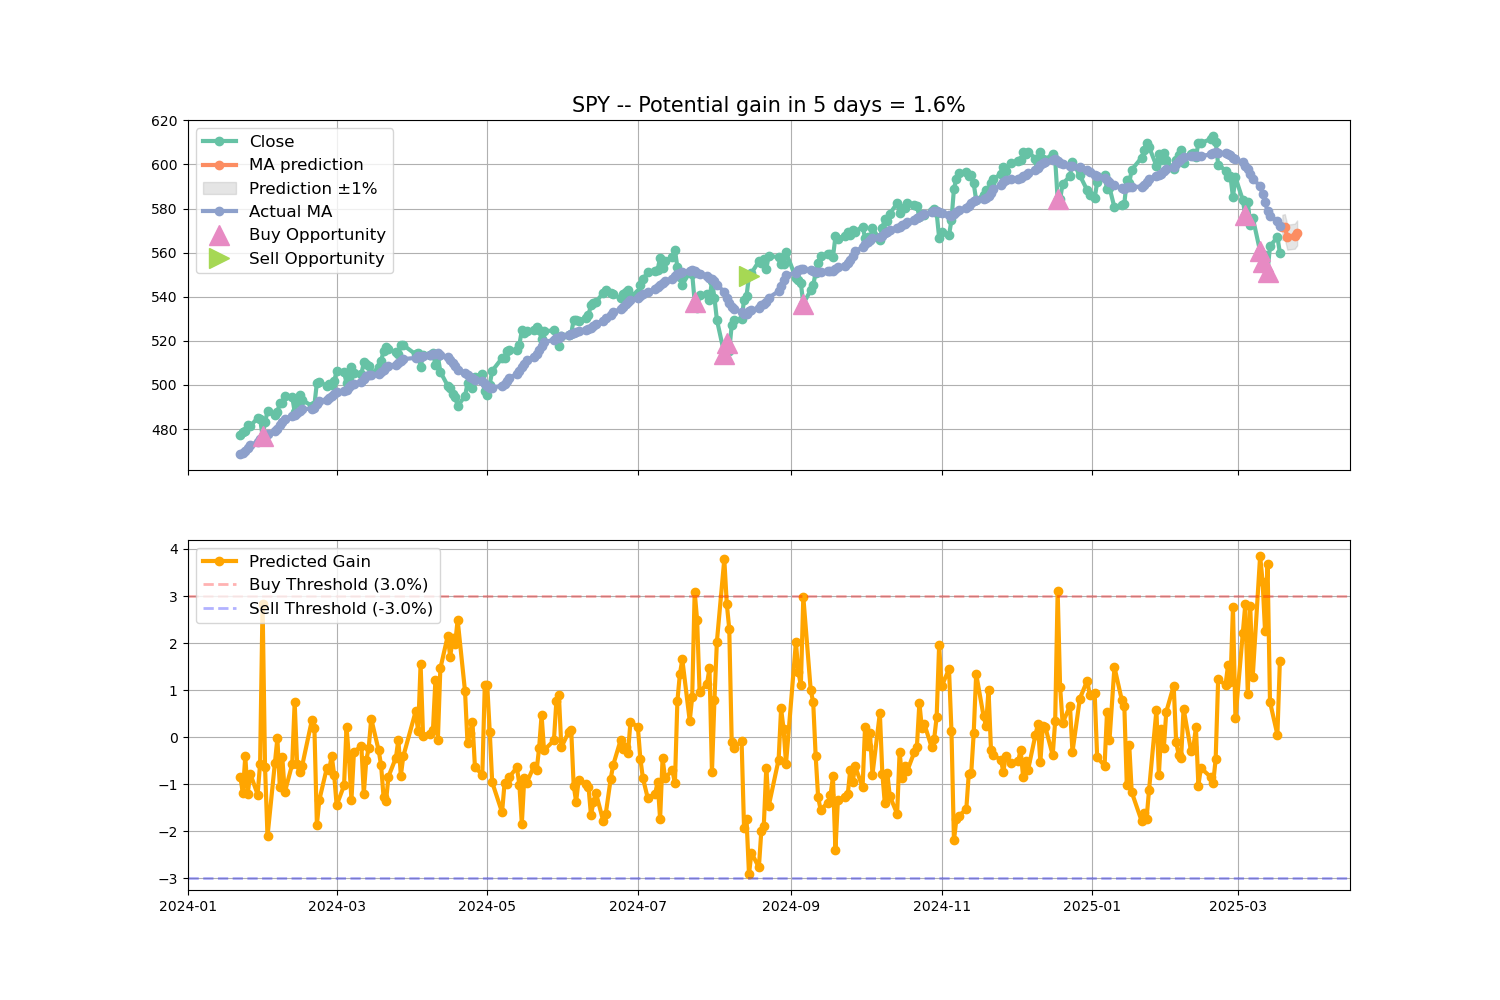 SPY -- Potential gain in 5 days = 1.6%
620
600
580
560
540
520
500
480
Close
MA prediction
Prediction ±1%
Actual MA
Buy Opportunity
Sell Opportunity
4
3
2
1
0
−1
−2
−3
Predicted Gain
Buy Threshold (3.0%)
Sell Threshold (-3.0%)
2024-01
2024-03
2024-05
2024-07
2024-09
2024-11
2025-01
2025-03